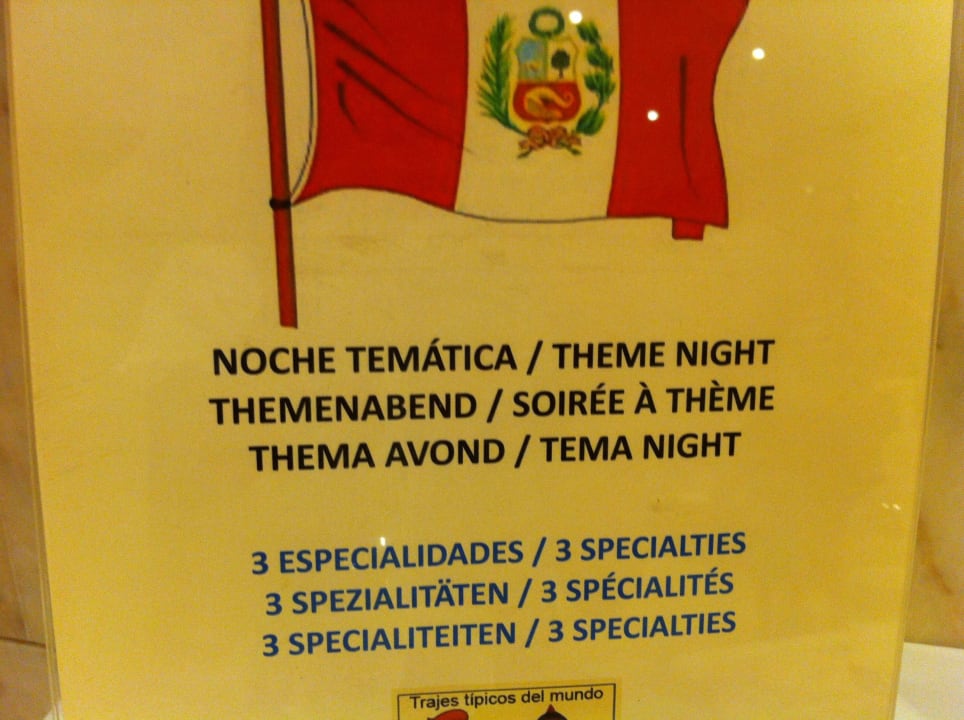 NOCHE TEMÁTICA / THEME NIGHT
THEMENABEND / SOIRÉE À THÈME
THEMA AVOND / TEMA NIGHT
3 ESPECIALIDADES / 3 SPECIALTIES
3 SPEZIALITÄTEN / 3 SPÉCIALITÉS
3 SPECIALITEITEN / 3 SPECIALTIES
Trajes típicos del mundo